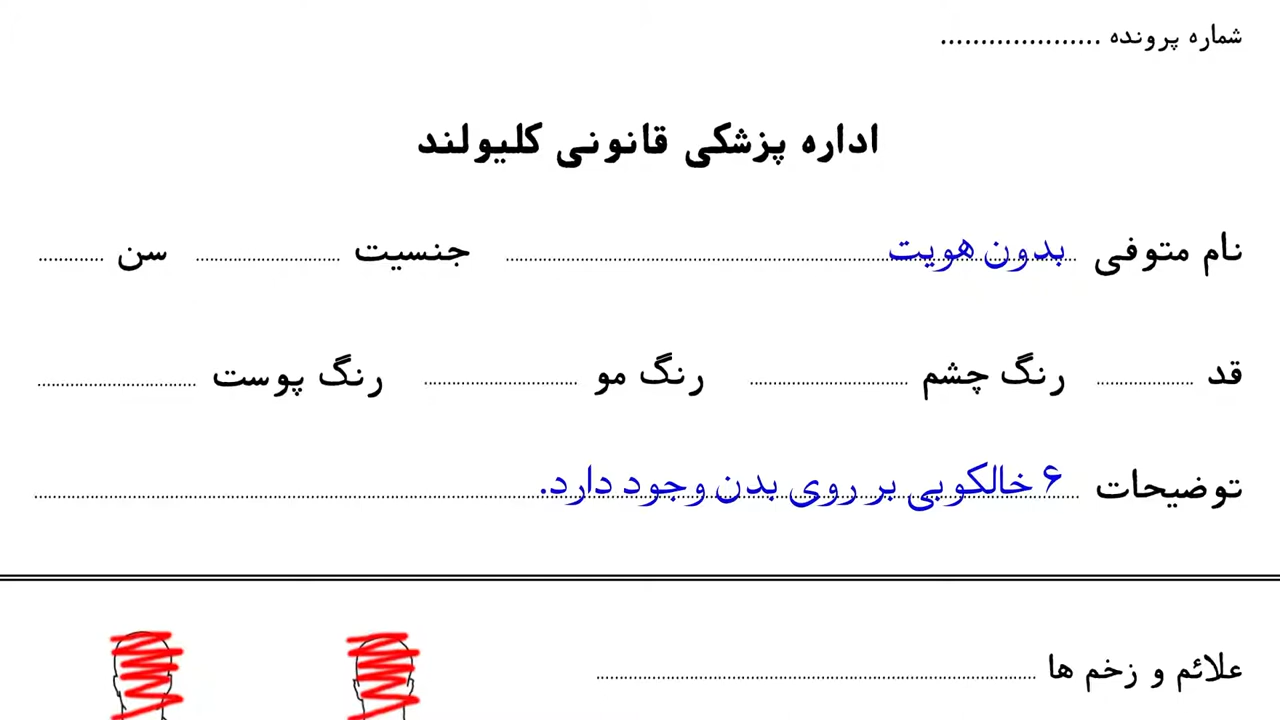 شماره پرونده ....................
اداره پزشکی قانونی کلیولند
نام متوفی بدون هویت جنسیت سن
قد رنگ چشم رنگ مو رنگ پوست
توضیحات ۶ خالکوبی بر روی بدن وجود دارد.
علائم و زخم ها